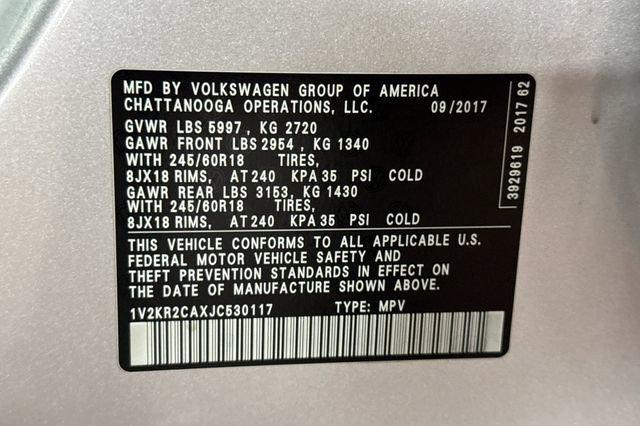 MFD BY VOLKSWAGEN GROUP OF AMERICA
CHATTANOOGA OPERATIONS, LLC. 09/2017
GVWR LBS 5997 , KG 2720
GAWR FRONT LBS 2954 , KG 1340
WITH 245/60R18 TIRES,
8JX18 RIMS, AT 240 KPA 35 PSI COLD
GAWR REAR LBS 3153, KG 1430
WITH 245/60R18 TIRES,
8JX18 RIMS, AT 240 KPA 35 PSI COLD
THIS VEHICLE CONFORMS TO ALL APPLICABLE U.S.
FEDERAL MOTOR VEHICLE SAFETY AND
THEFT PREVENTION STANDARDS IN EFFECT ON
THE DATE OF MANUFACTURE SHOWN ABOVE.
1V2KR2CAXJC530117 TYPE: MPV
3929619 2017 62